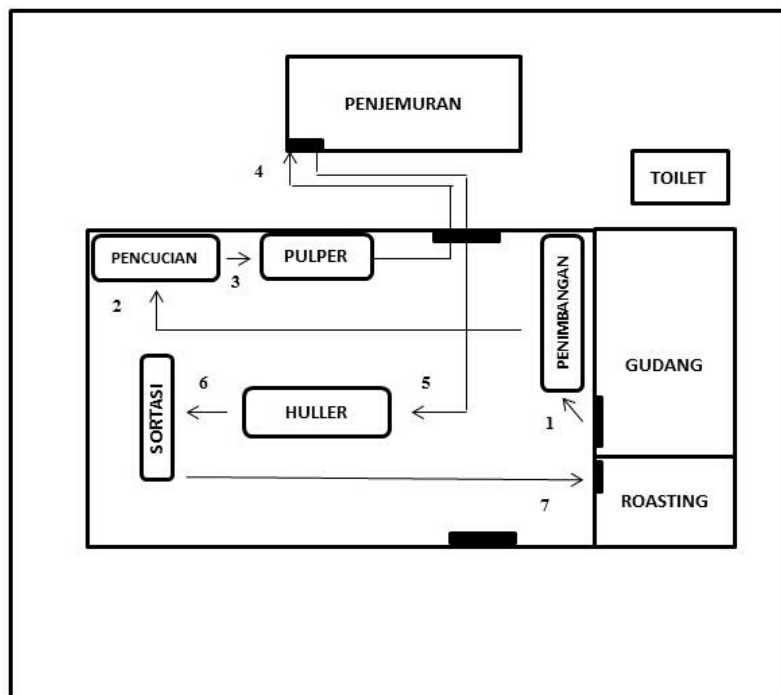 PENJEMURAN
4
TOILET
PENCUCIAN
3
PULPER
PENIMBANGAN
2
GUDANG
SORTASI
6
HULLER
5
1
7
ROASTING